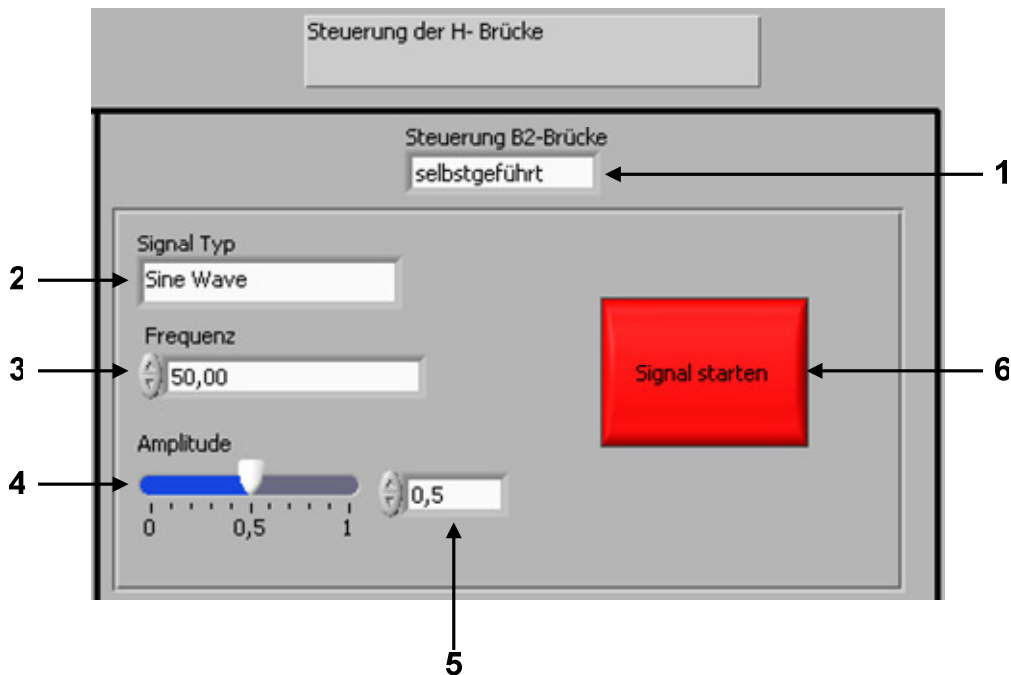 Steuerung der H- Brücke
Steuerung B2-Brücke
selbstgeführt
1
Signal Typ
2
Sine Wave
Frequenz
3
50,00
Signal starten
6
Amplitude
4
0,5
0 0,5 1
5